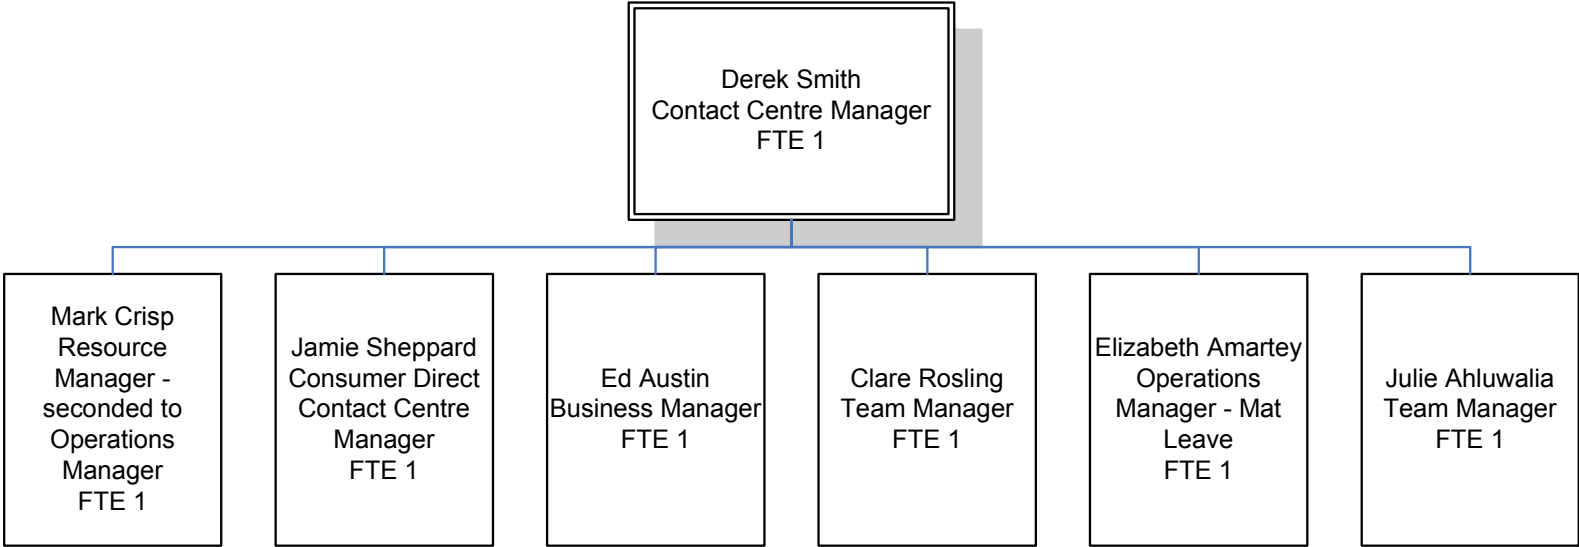 Derek Smith
Contact Centre Manager
FTE 1
Mark Crisp
Resource
Manager -
seconded to
Operations
Manager
FTE 1
Jamie Sheppard
Consumer Direct
Contact Centre
Manager
FTE 1
Ed Austin
Business Manager
FTE 1
Clare Rosling
Team Manager
FTE 1
Elizabeth Amartey
Operations
Manager - Mat
Leave
FTE 1
Julie Ahluwalia
Team Manager
FTE 1